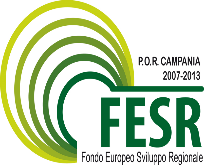 P.O.R. CAMPANIA
2007-2013
FESR
Fondo Europeo Sviluppo Regionale